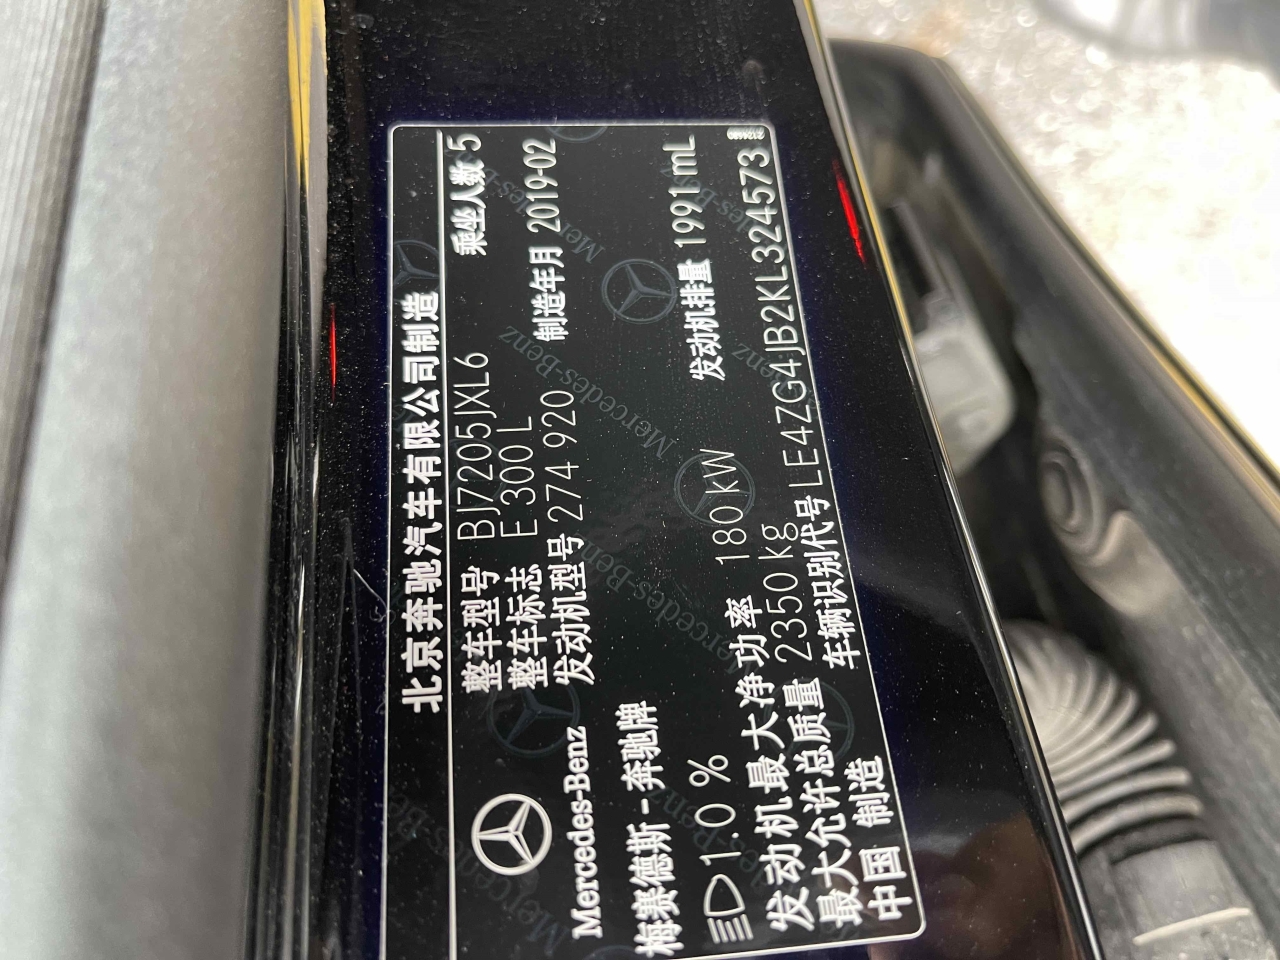 北京奔驰汽车有限公司制造
Mercedes-Benz
梅赛德斯-奔驰牌
整车型号 BJ7205JXL6 乘坐人数 5
整车标志 E 300 L
发动机型号 274 920 制造年月 2019-02
1.0 %
发动机最大净功率 180 kW 发动机排量 1991 mL
最大允许总质量 2350 kg
中国 制造 车辆识别代号 LE4ZG4JB2KL324573